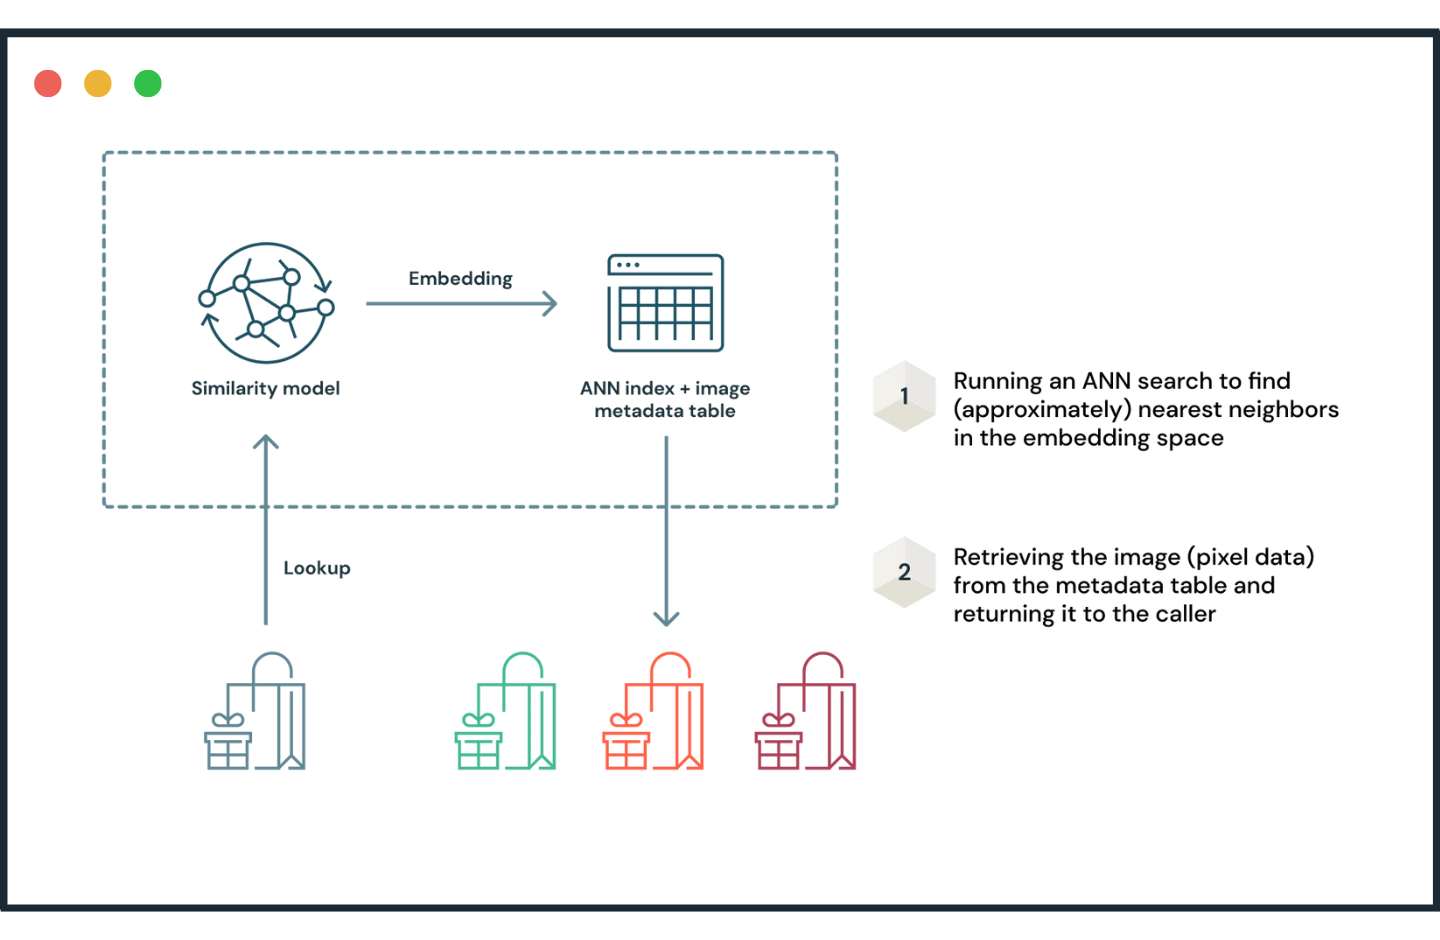 Embedding
Similarity model
ANN index + image
metadata table
Lookup
1
Running an ANN search to find
(approximately) nearest neighbors
in the embedding space
2
Retrieving the image (pixel data)
from the metadata table and
returning it to the caller